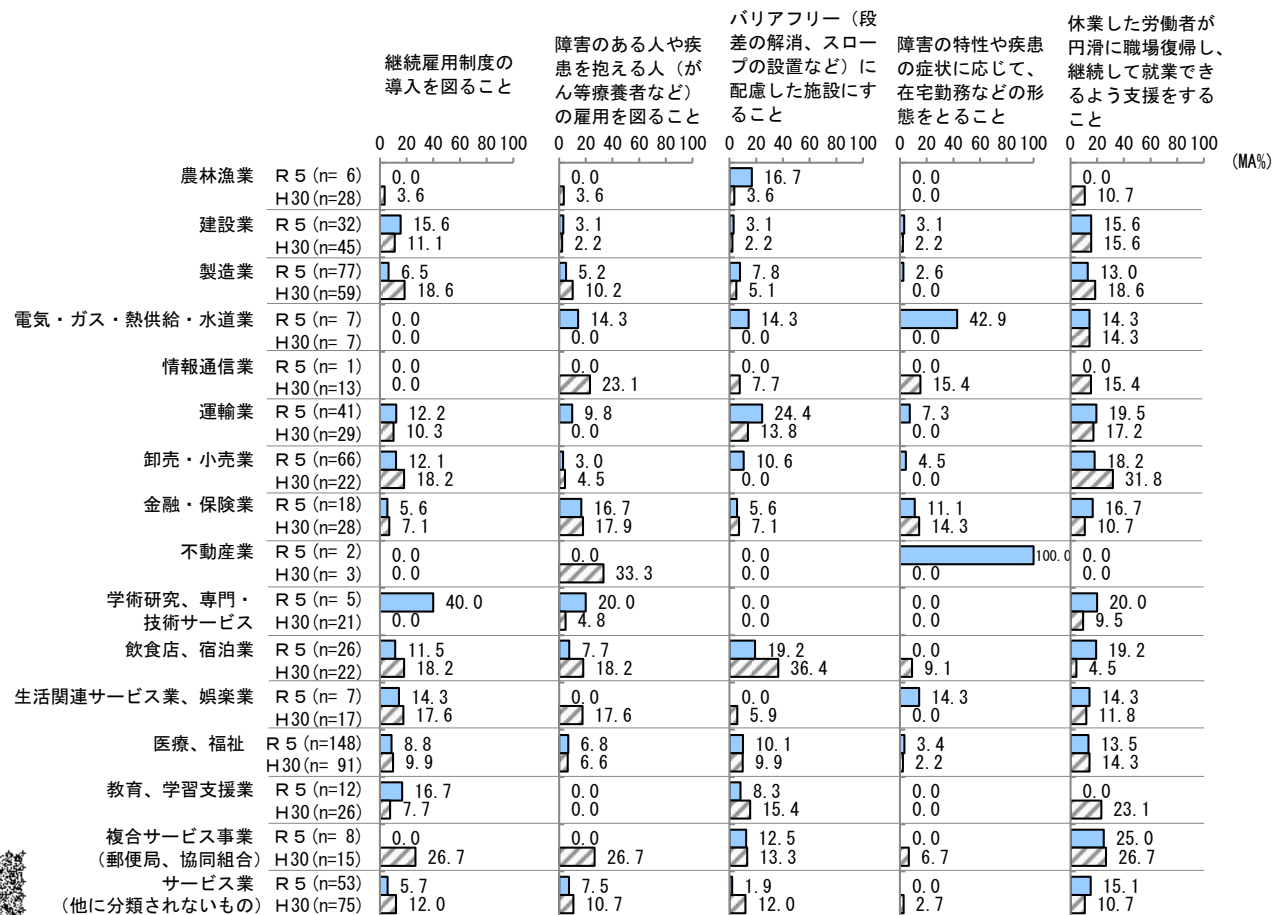 継続雇用制度の
導入を図ること
障害のある人や疾
患を抱える人（が
ん等療養者など）
の雇用を図ること
バリアフリー（段
差の解消、スロー
プの設置など）に
配慮した施設にす
ること
障害の特性や疾患
の症状に応じて、
在宅勤務などの形
態をとること
休業した労働者が
円滑に職場復帰し、
継続して就業でき
るよう支援をする
こと
0 20 40 60 80 100 0 20 40 60 80 100 0 20 40 60 80 100 0 20 40 60 80 100 0 20 40 60 80 100
(MA%)
農林漁業 R5(n= 6) 0.0 0.0 16.7 0.0 0.0
H30(n=28) 3.6 3.6 3.6 0.0 10.7
建設業 R5(n=32) 15.6 3.1 3.1 3.1 15.6
H30(n=45) 11.1 2.2 2.2 2.2 15.6
製造業 R5(n=77) 6.5 5.2 7.8 2.6 13.0
H30(n=59) 18.6 10.2 5.1 0.0 18.6
電気・ガス・熱供給・水道業 R5(n= 7) 0.0 14.3 14.3 42.9 14.3
H30(n= 7) 0.0 0.0 0.0 0.0 14.3
情報通信業 R5(n= 1) 0.0 0.0 0.0 0.0 0.0
H30(n=13) 0.0 23.1 7.7 15.4 15.4
運輸業 R5(n=41) 12.2 9.8 24.4 7.3 19.5
H30(n=29) 10.3 0.0 13.8 0.0 17.2
卸売・小売業 R5(n=66) 12.1 3.0 10.6 4.5 18.2
H30(n=22) 18.2 4.5 0.0 0.0 31.8
金融・保険業 R5(n=18) 5.6 16.7 5.6 11.1 16.7
H30(n=28) 7.1 17.9 7.1 14.3 10.7
不動産業 R5(n= 2) 0.0 0.0 0.0 100.0 0.0
H30(n= 3) 0.0 33.3 0.0 0.0 0.0
学術研究、専門・ R5(n= 5) 40.0 20.0 0.0 0.0 20.0
技術サービス H30(n=21) 0.0 4.8 0.0 0.0 9.5
飲食店、宿泊業 R5(n=26) 11.5 7.7 19.2 0.0 19.2
H30(n=22) 18.2 18.2 36.4 9.1 4.5
生活関連サービス業、娯楽業 R5(n= 7) 14.3 0.0 0.0 14.3 14.3
H30(n=17) 17.6 17.6 5.9 0.0 11.8
医療、福祉 R5(n=148) 8.8 6.8 10.1 3.4 13.5
H30(n= 91) 9.9 6.6 9.9 2.2 14.3
教育、学習支援業 R5(n=12) 16.7 0.0 8.3 0.0 0.0
H30(n=26) 7.7 0.0 15.4 0.0 23.1
複合サービス事業 R5(n= 8) 0.0 0.0 12.5 0.0 25.0
（郵便局、協同組合） H30(n=15) 26.7 26.7 13.3 6.7 26.7
サービス業 R5(n=53) 5.7 7.5 1.9 0.0 15.1
（他に分類されないもの） H30(n=75) 12.0 10.7 12.0 2.7 10.7